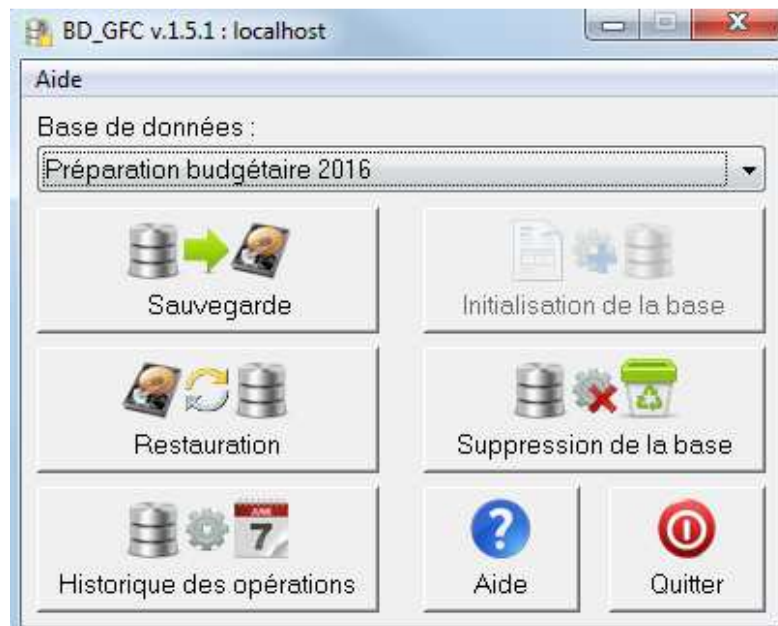 BD_GFC v.1.5.1 : localhost
Aide
Base de données :
Préparation budgétaire 2016
Sauvegarde
Initialisation de la base
Restauration
Suppression de la base
7
Historique des opérations
Aide
Quitter